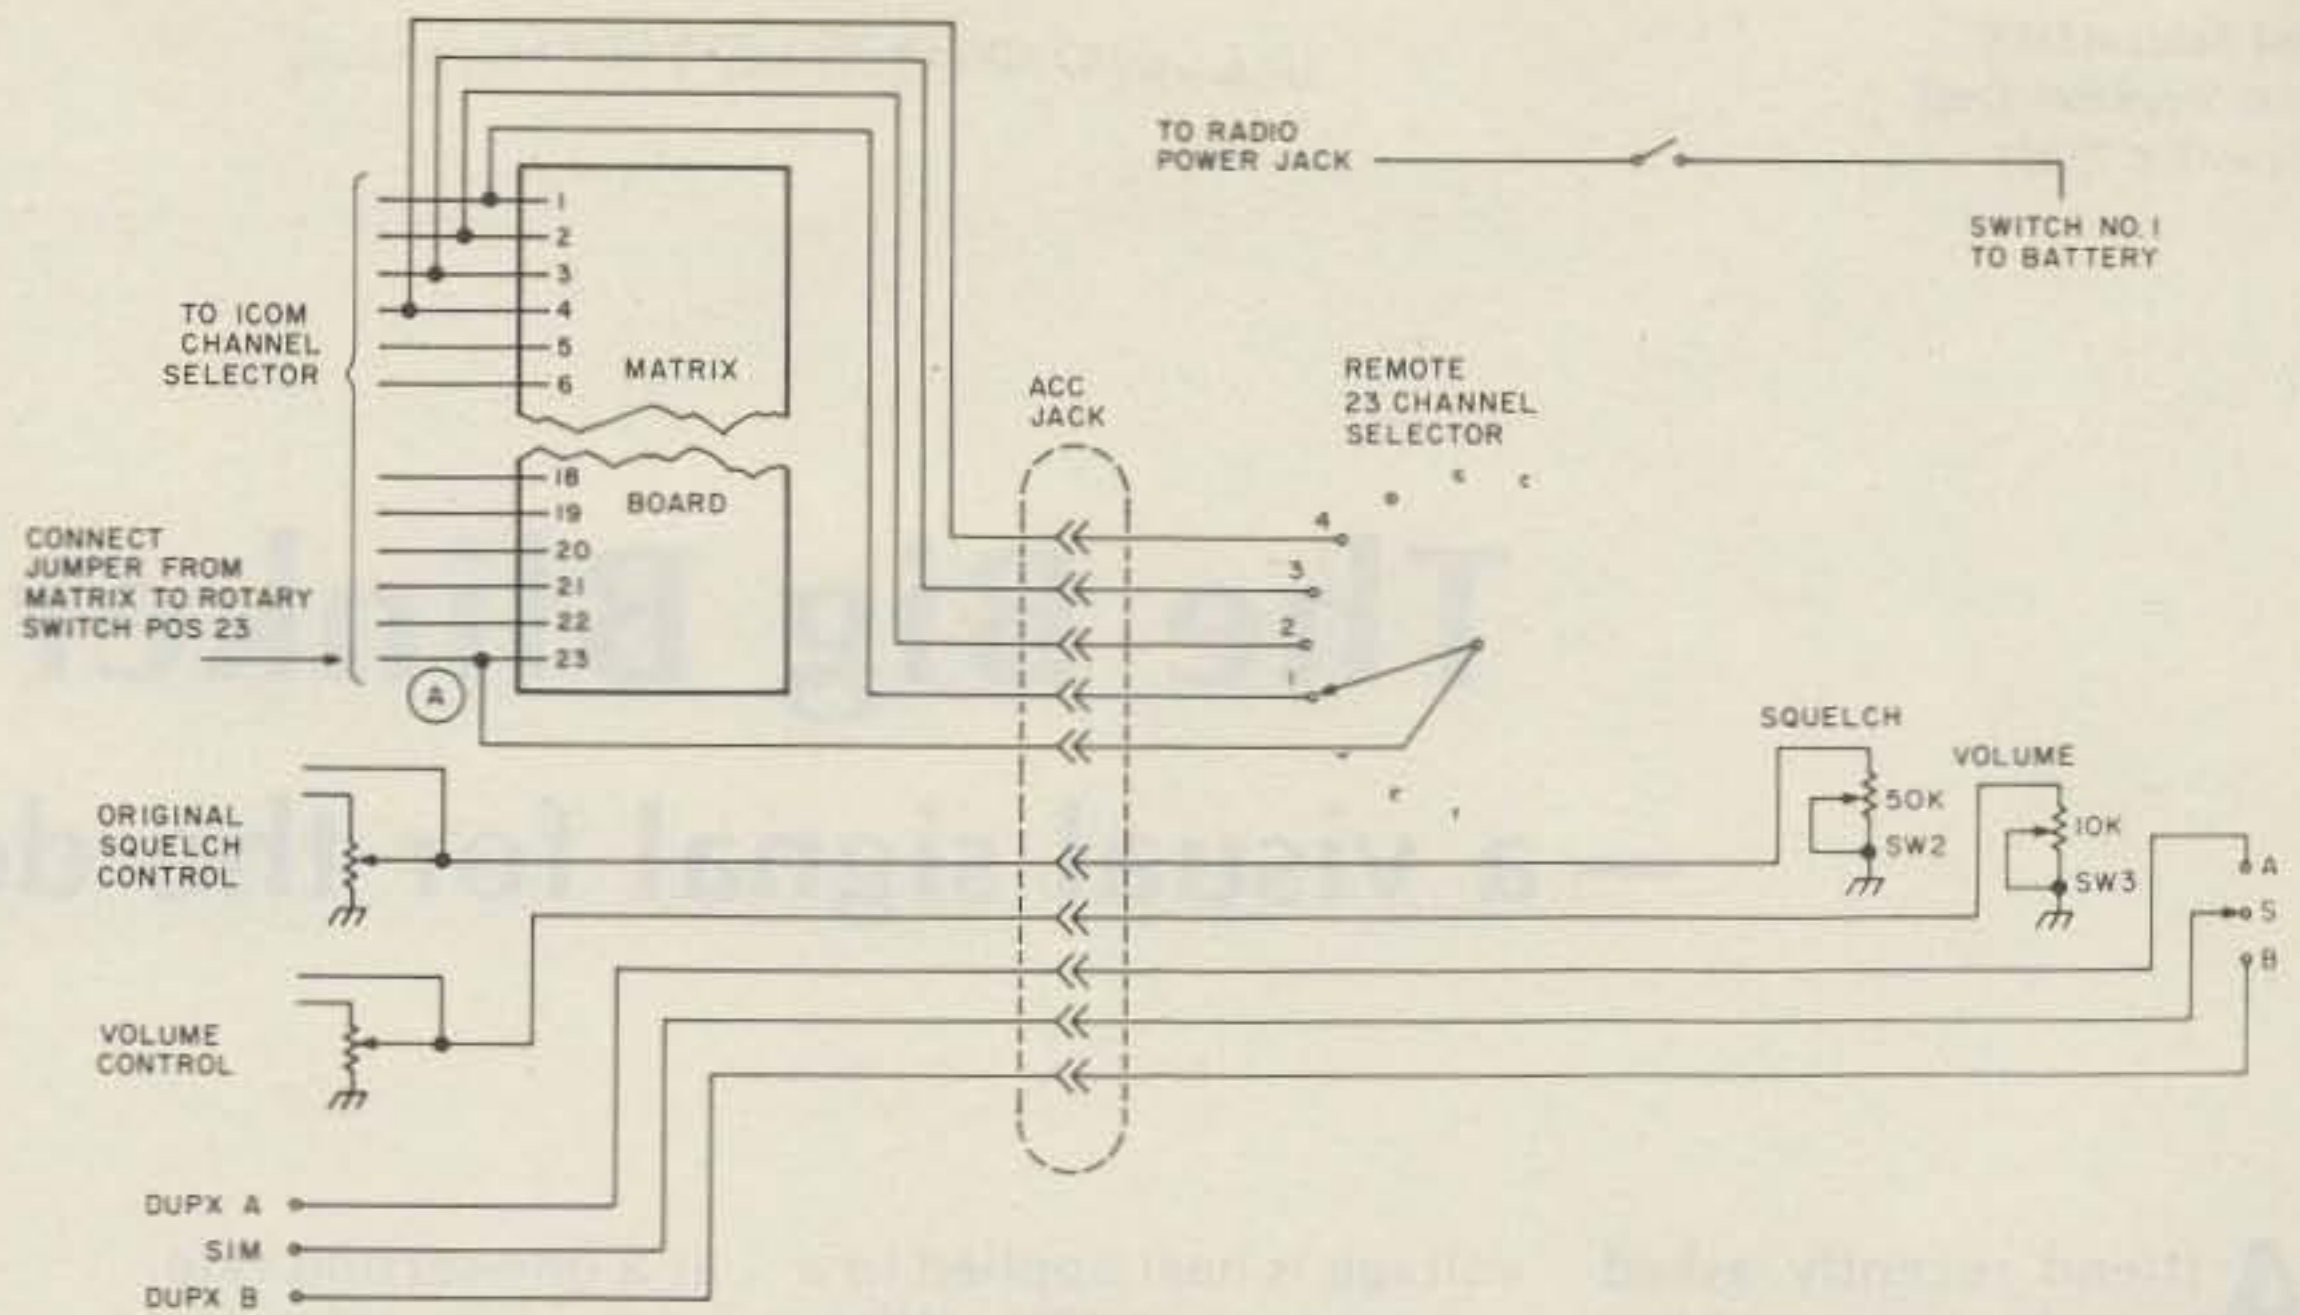 TO RADIO
POWER JACK
SWITCH NO. 1
TO BATTERY
1
2
3
4
5
6
TO ICOM
CHANNEL
SELECTOR
MATRIX
ACC
JACK
REMOTE
23 CHANNEL
SELECTOR
18
19
20
21
22
23
BOARD
CONNECT
JUMPER FROM
MATRIX TO ROTARY
SWITCH POS 23
A
4
3
2
1
SQUELCH
50K
SW2
VOLUME
10K
SW3
A
S
B
ORIGINAL
SQUELCH
CONTROL
VOLUME
CONTROL
DUPX A
SIM
DUPX B